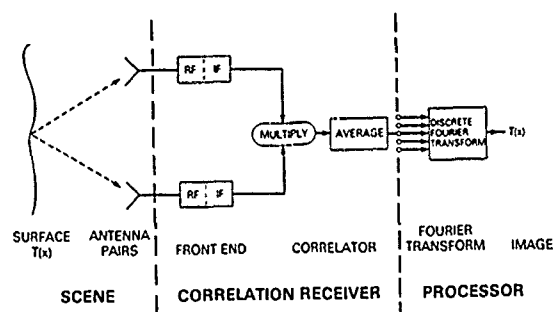 RF IF
MULTIPLY
AVERAGE
DISCRETE
FOURIER
TRANSFORM
T(x)
RF IF
SURFACE
T(x)
ANTENNA
PAIRS
FRONT END
CORRELATOR
FOURIER
TRANSFORM
IMAGE
SCENE
CORRELATION RECEIVER
PROCESSOR